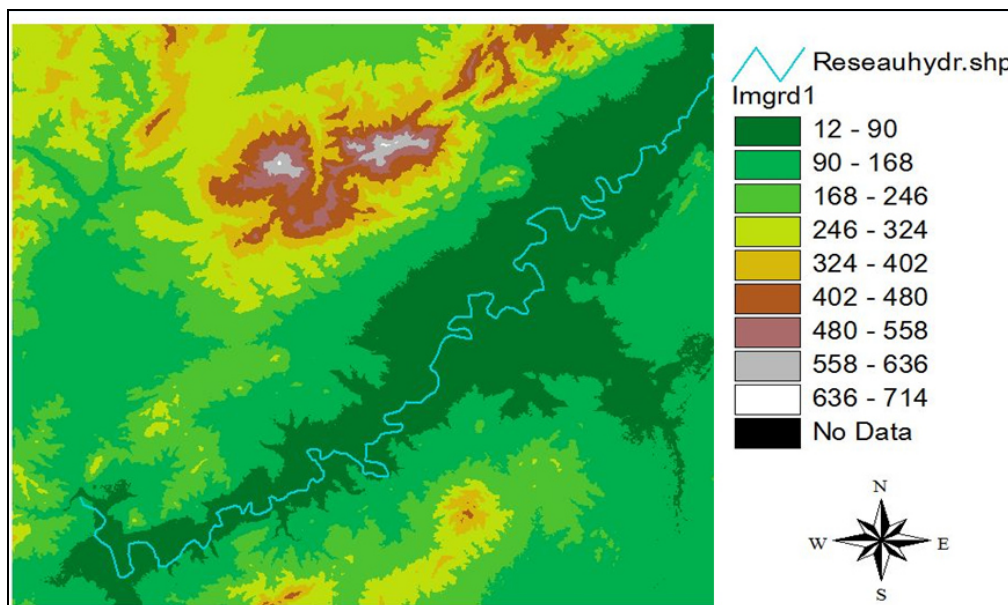 Reseauhydr.shp
Imgrd1
12 - 90
90 - 168
168 - 246
246 - 324
324 - 402
402 - 480
480 - 558
558 - 636
636 - 714
No Data
N
W E
S